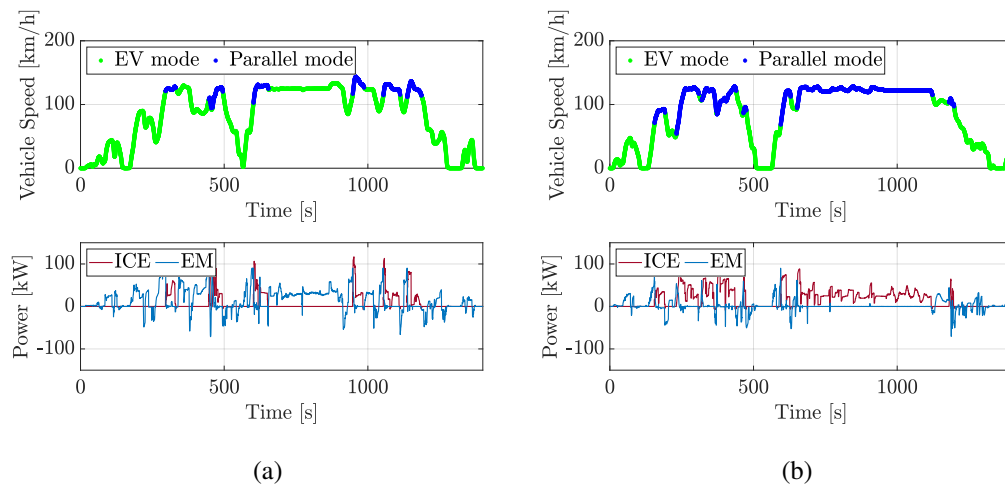 Vehicle Speed [km/h]
200
100
0
EV mode Parallel mode
0 500 1000
Time [s]
Power [kW]
100
0
-100
ICE EM
0 500 1000
Time [s]
(a)
Vehicle Speed [km/h]
200
100
0
EV mode Parallel mode
0 500 1000
Time [s]
Power [kW]
100
0
-100
ICE EM
0 500 1000
Time [s]
(b)